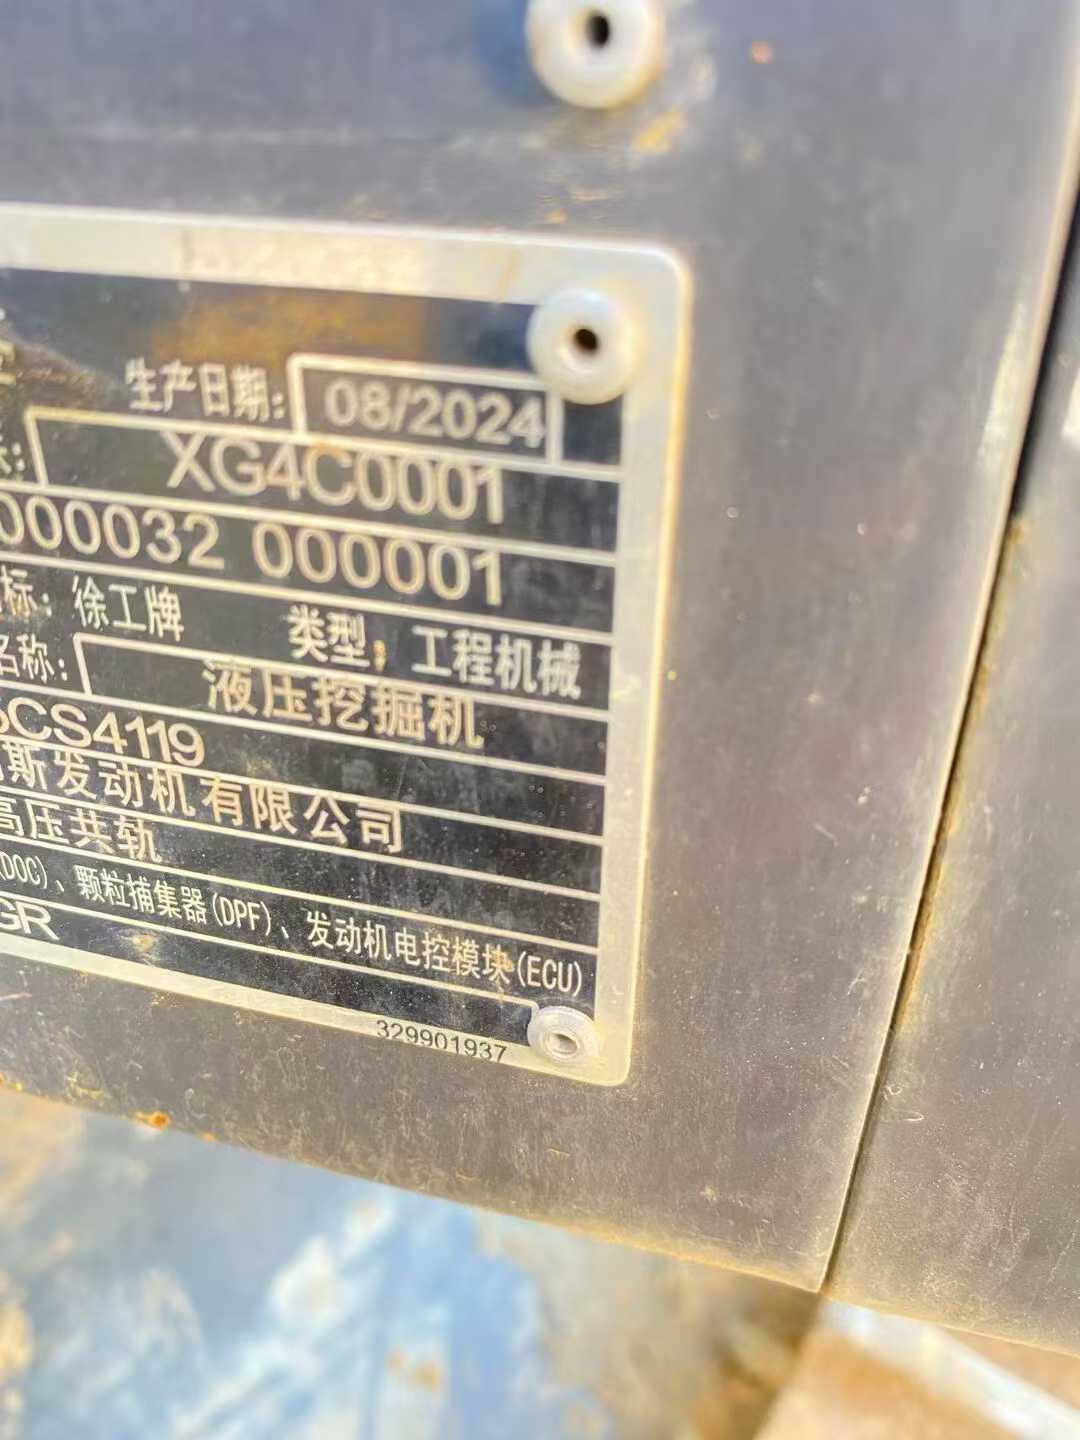 生产日期: 08/2024
XG4C0001
000032 000001
标: 徐工牌 类型: 工程机械
名称: 液压挖掘机
CS4119
斯发动机有限公司
高压共轨
(DOC)、颗粒捕集器(DPF)、发动机电控模块(ECU)
GR
329901937